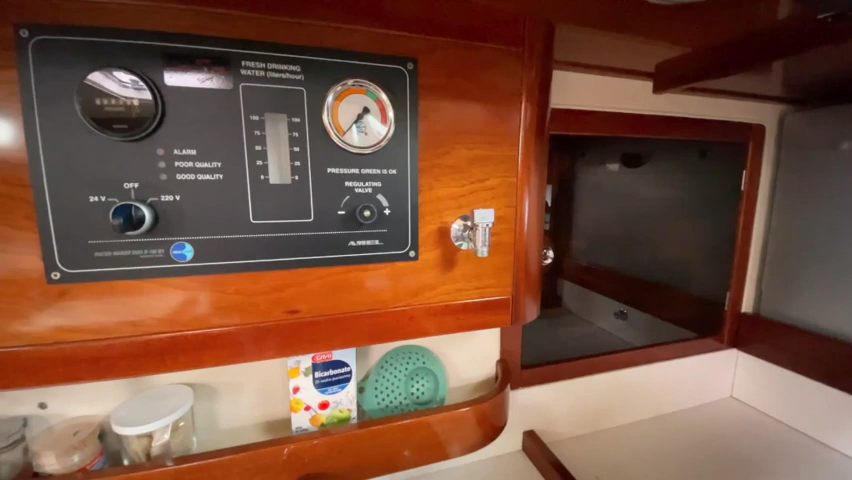 FRESH DRINKING
WATER (liters/hour)
100 100
75 75
50 50
25 25
0 0
ALARM
POOR QUALITY
GOOD QUALITY
OFF
24 V 220 V
PRESSURE GREEN IS OK
REGULATING
VALVE
- +
AMEL
Bicarbonato